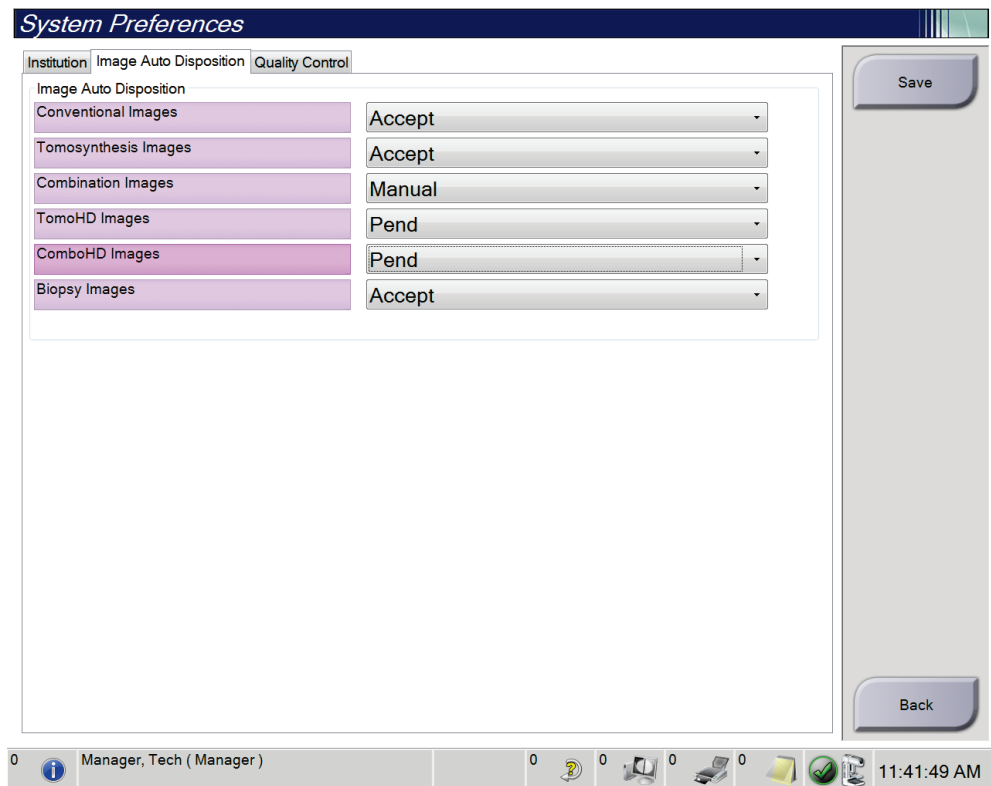 System Preferences
Institution Image Auto Disposition Quality Control
Save
Image Auto Disposition
Conventional Images Accept
Tomosynthesis Images Accept
Combination Images Manual
TomoHD Images Pend
ComboHD Images Pend
Biopsy Images Accept
Back
0 Manager, Tech ( Manager ) 0 0 0 0 11:41:49 AM